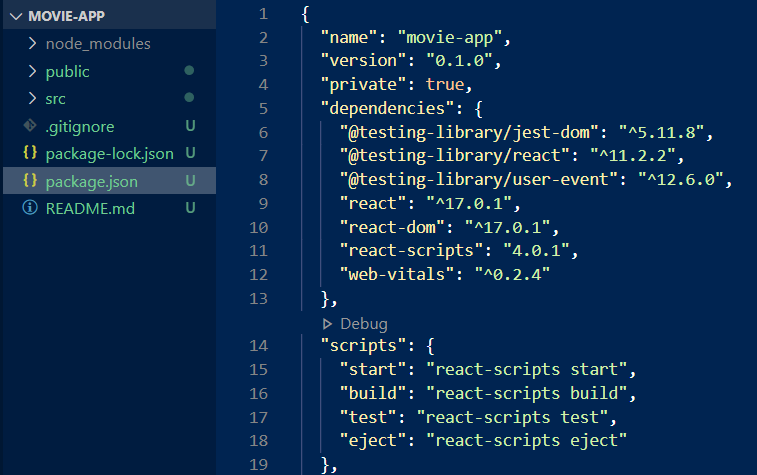 MOVIE-APP
node_modules
public
src
.gitignore U
package-lock.json U
package.json U
README.md U
1 {
2 "name": "movie-app",
3 "version": "0.1.0",
4 "private": true,
5 "dependencies": {
6 "@testing-library/jest-dom": "^5.11.8",
7 "@testing-library/react": "^11.2.2",
8 "@testing-library/user-event": "^12.6.0",
9 "react": "^17.0.1",
10 "react-dom": "^17.0.1",
11 "react-scripts": "4.0.1",
12 "web-vitals": "^0.2.4"
13 },
Debug
14 "scripts": {
15 "start": "react-scripts start",
16 "build": "react-scripts build",
17 "test": "react-scripts test",
18 "eject": "react-scripts eject"
19 },